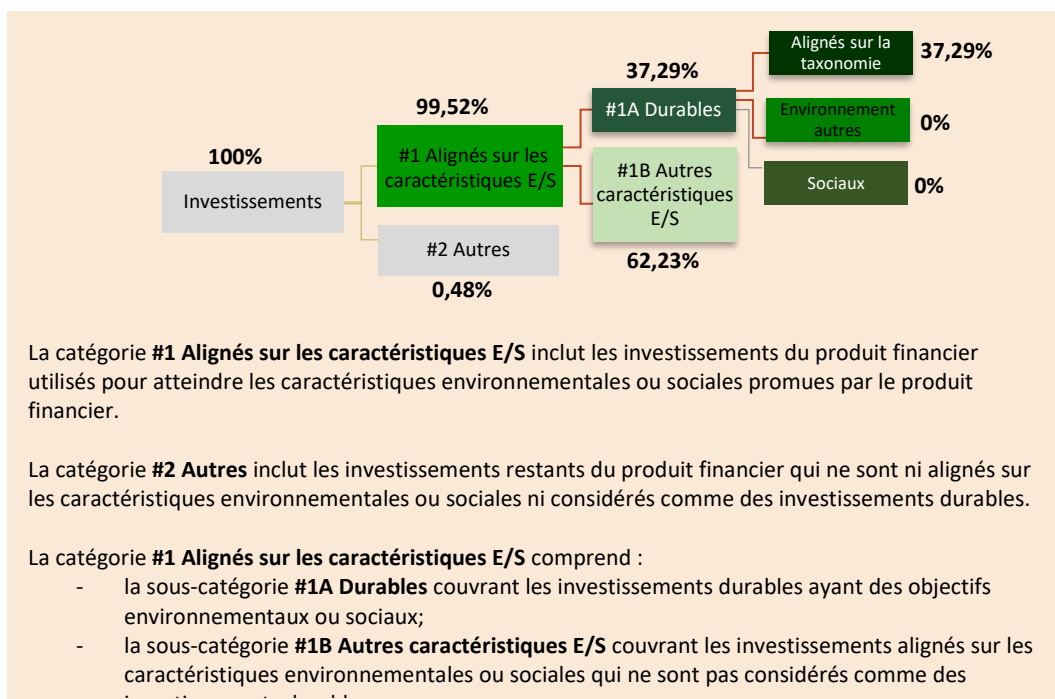 Alignés sur la
taxonomie
37,29%
37,29%
#1A Durables
99,52%
Environnement
autres
0%
100%
#1 Alignés sur les
caractéristiques E/S
#1B Autres
caractéristiques
E/S
Sociaux
0%
Investissements
#2 Autres
62,23%
0,48%
La catégorie #1 Alignés sur les caractéristiques E/S inclut les investissements du produit financier
utilisés pour atteindre les caractéristiques environnementales ou sociales promues par le produit
financier.
La catégorie #2 Autres inclut les investissements restants du produit financier qui ne sont ni alignés sur
les caractéristiques environnementales ou sociales ni considérés comme des investissements durables.
La catégorie #1 Alignés sur les caractéristiques E/S comprend :
- la sous-catégorie #1A Durables couvrant les investissements durables ayant des objectifs
environnementaux ou sociaux;
- la sous-catégorie #1B Autres caractéristiques E/S couvrant les investissements alignés sur les
caractéristiques environnementales ou sociales qui ne sont pas considérés comme des